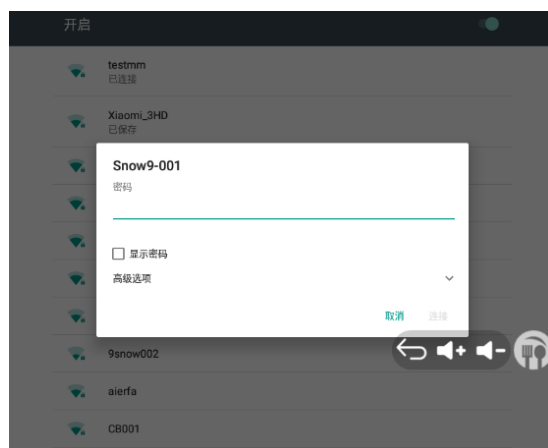 开启
testmm
已连接
Xiaomi_3HD
已保存
Snow9-001
密码
显示密码
高级选项
取消 连接
9snow002
aierfa
CB001